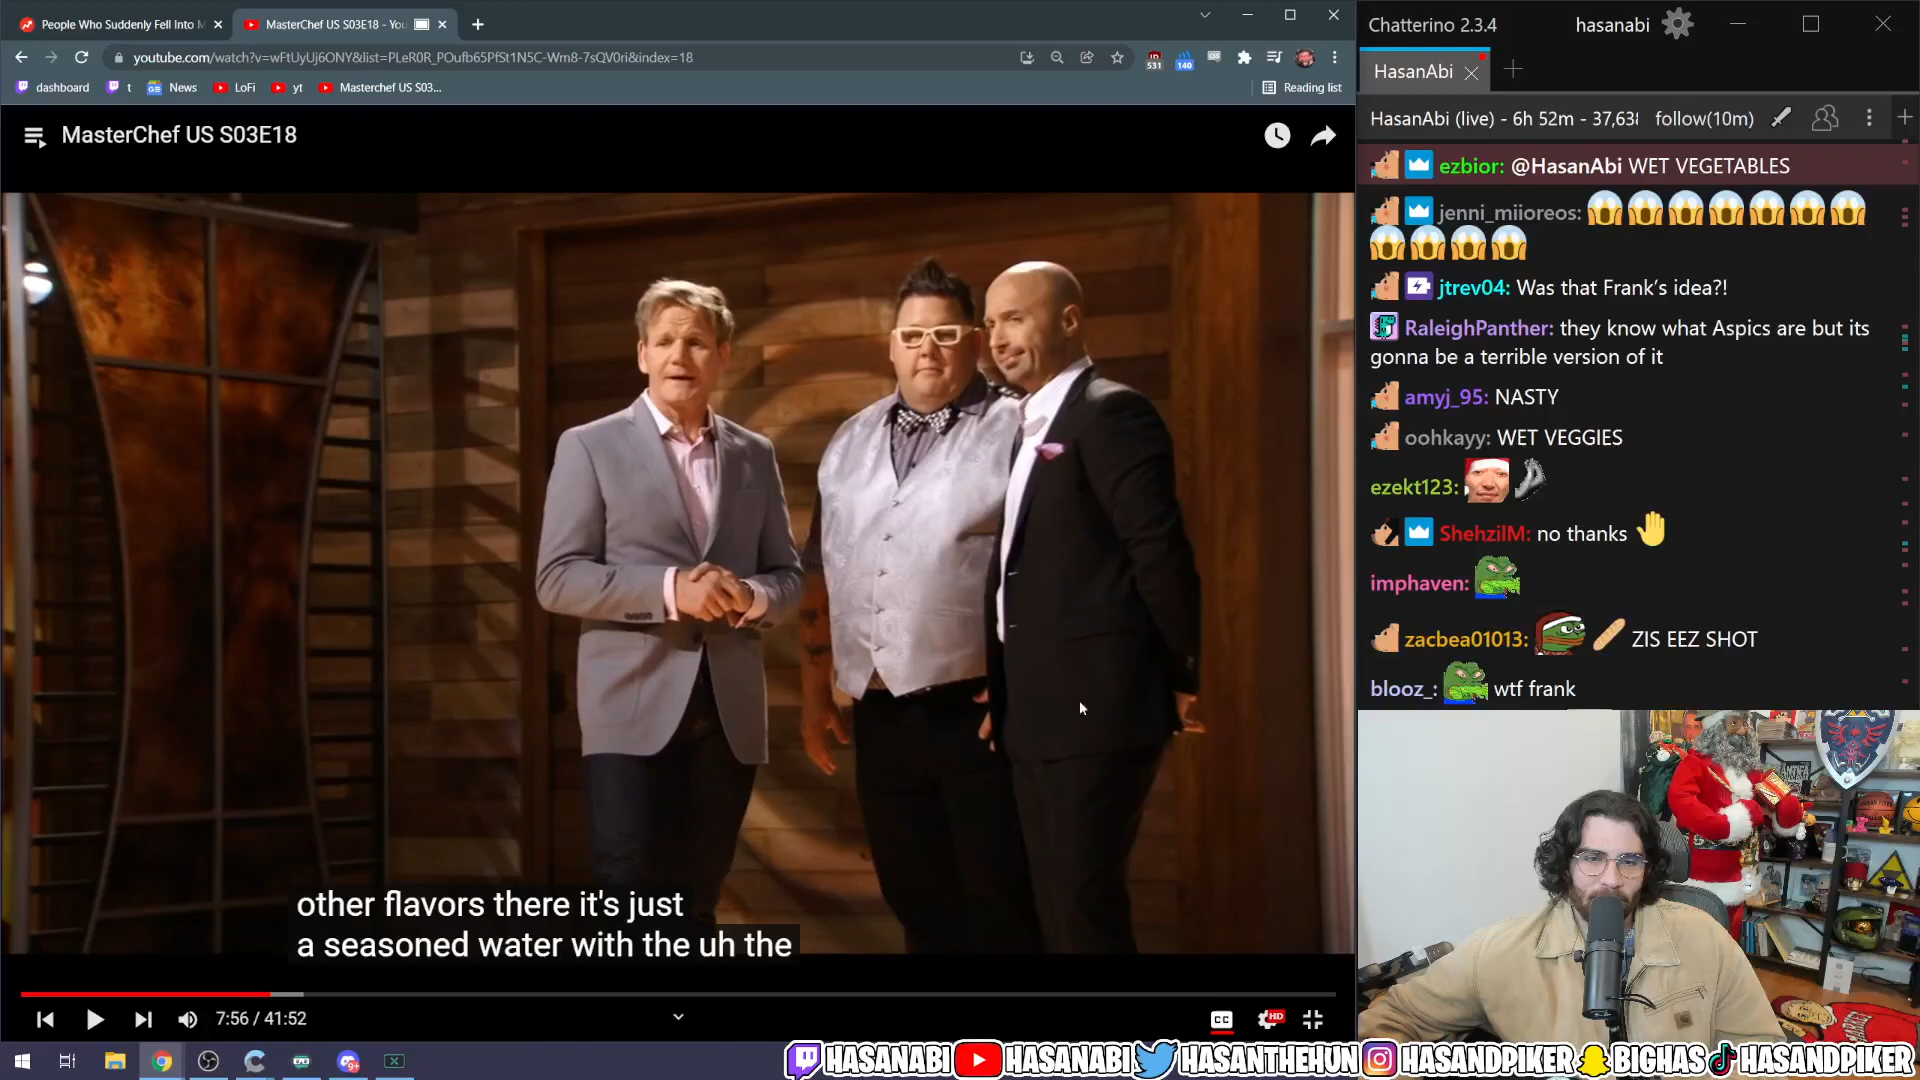 People Who Suddenly Fell Into M
MasterChef US S03E18 - You
youtube.com/watch?v=wFtUyUj6ONY&list=PLeR0R_POufb65PfSt1N5C-Wm8-7sQV0ri&index=18
531
140
dashboard
t
News
LoFi
yt
Masterchef US S03...
Reading list
MasterChef US S03E18
other flavors there it's just
a seasoned water with the uh the
7:56 / 41:52
CC
HD
Chatterino 2.3.4
hasanabi
HasanAbi
HasanAbi (live) - 6h 52m - 37,63
follow(10m)
ezbior: @HasanAbi WET VEGETABLES
jenni_miioreos:
jtrev04: Was that Frank's idea?!
RaleighPanther: they know what Aspics are but its
gonna be a terrible version of it
amyj_95: NASTY
oohkayy: WET VEGGIES
ezekt123:
ShehzilM: no thanks
imphaven:
zacbea01013: ZIS EEZ SHOT
blooz_: wtf frank
HASANABI HASANABI HASANTHEHUN HASANDPIKER BIGHAS HASANDPIKER